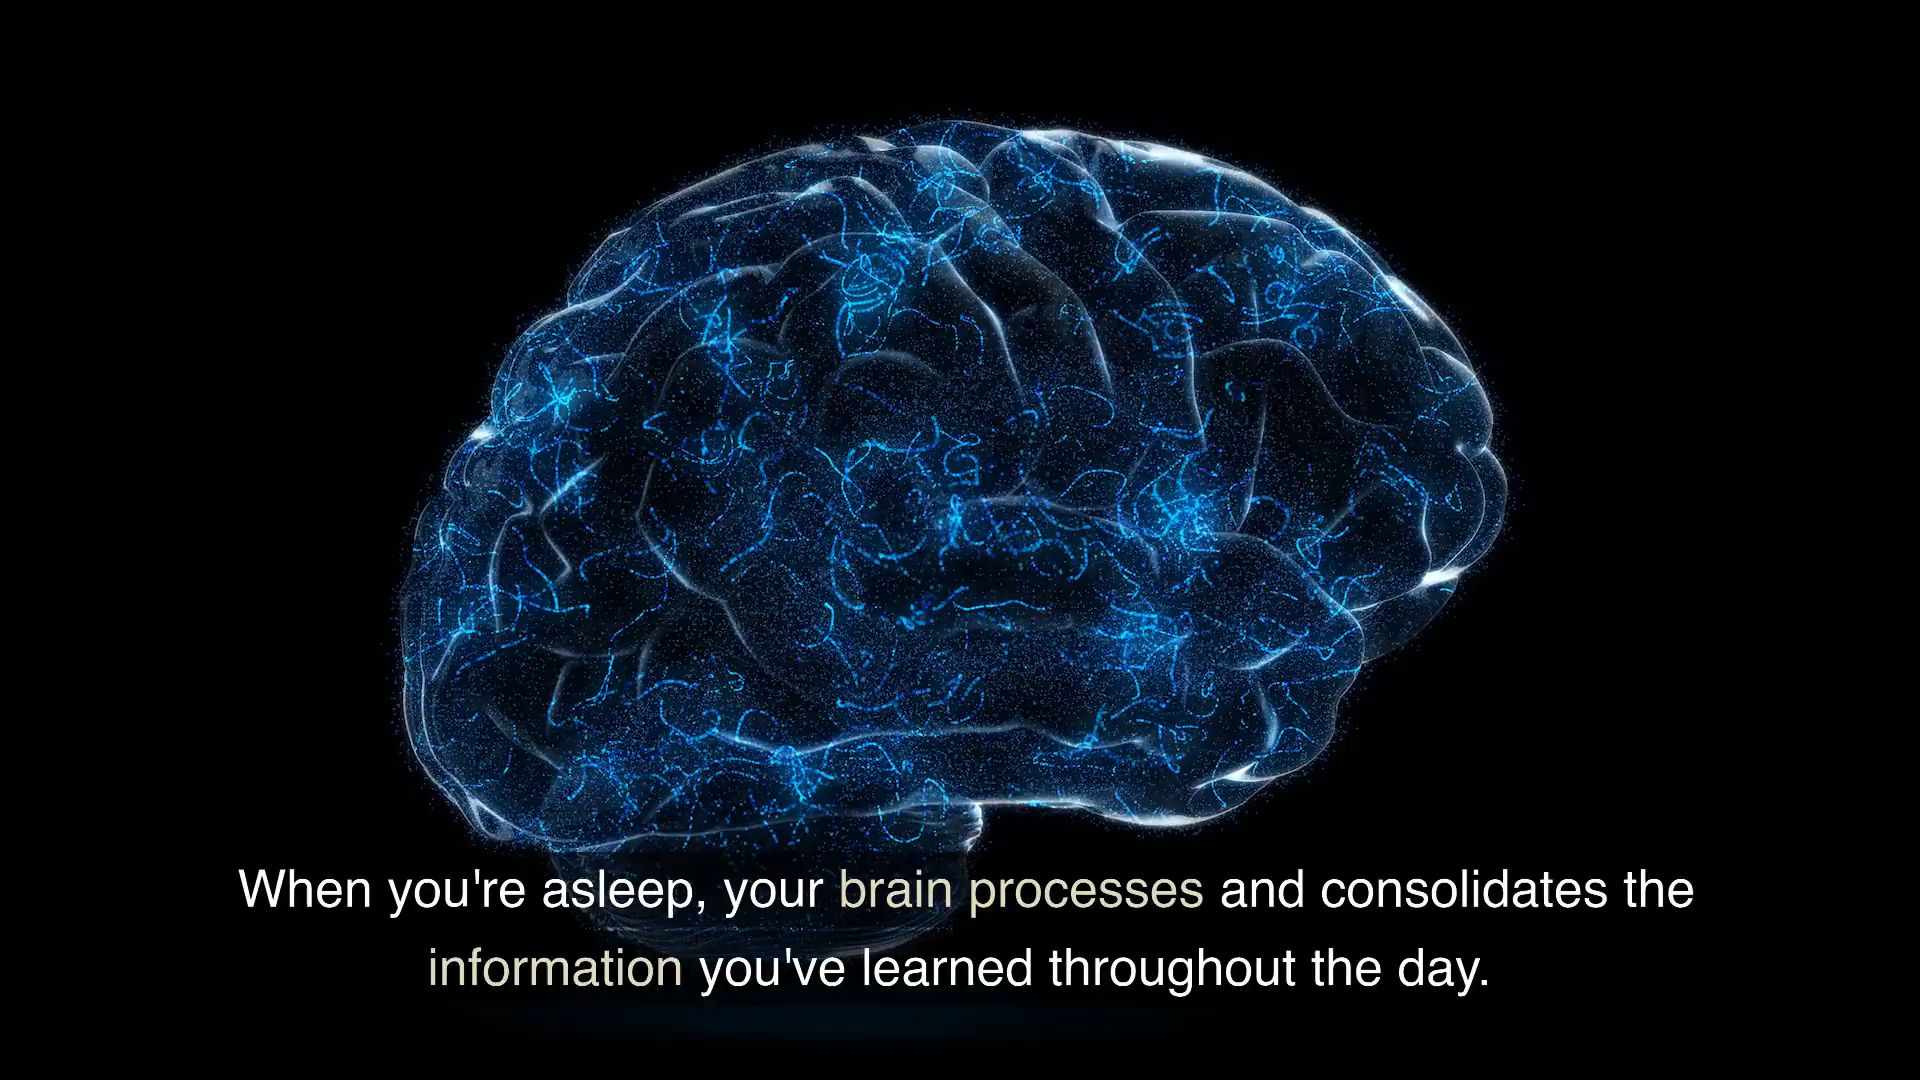 When you're asleep, your brain processes and consolidates the
information you've learned throughout the day.